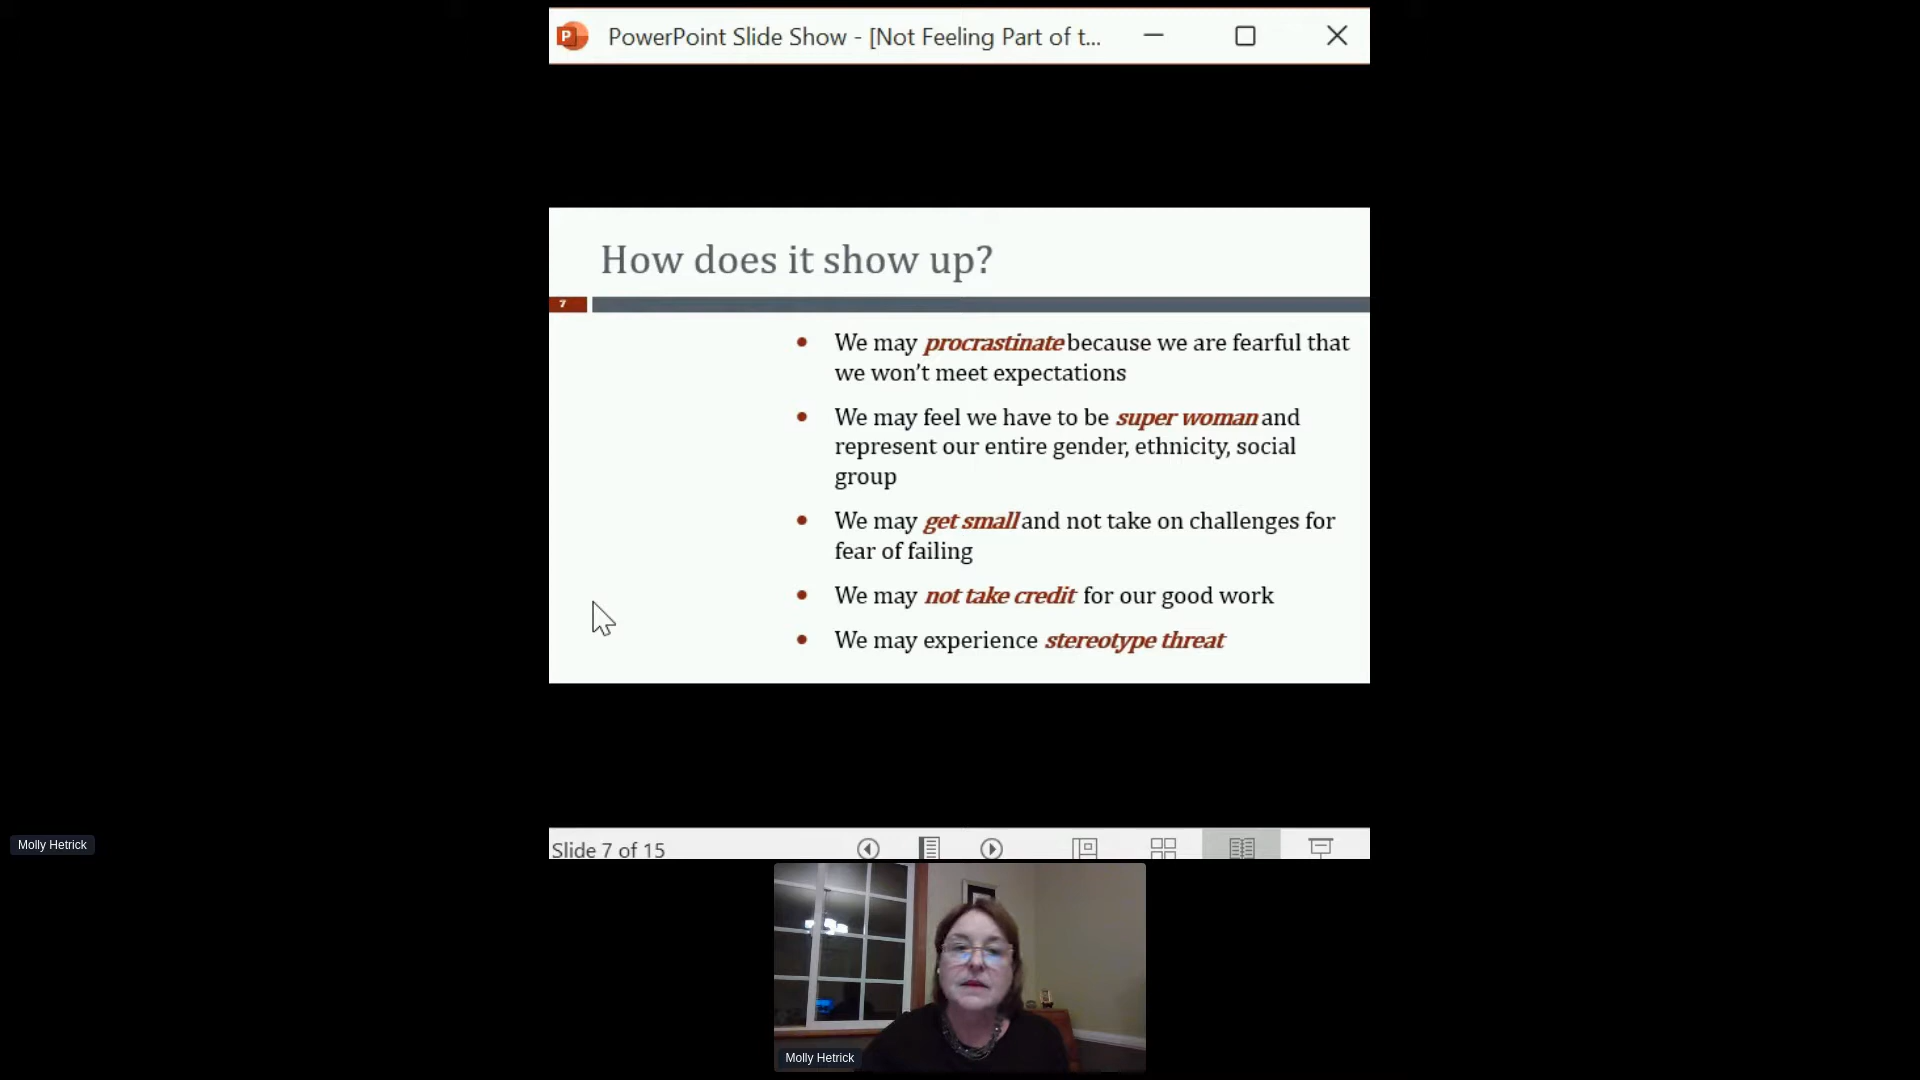 PowerPoint Slide Show - [Not Feeling Part of t...
How does it show up?
7
• We may procrastinate because we are fearful that
we won’t meet expectations
• We may feel we have to be super woman and
represent our entire gender, ethnicity, social
group
• We may get small and not take on challenges for
fear of failing
• We may not take credit for our good work
• We may experience stereotype threat
Slide 7 of 15
Molly Hetrick
Molly Hetrick